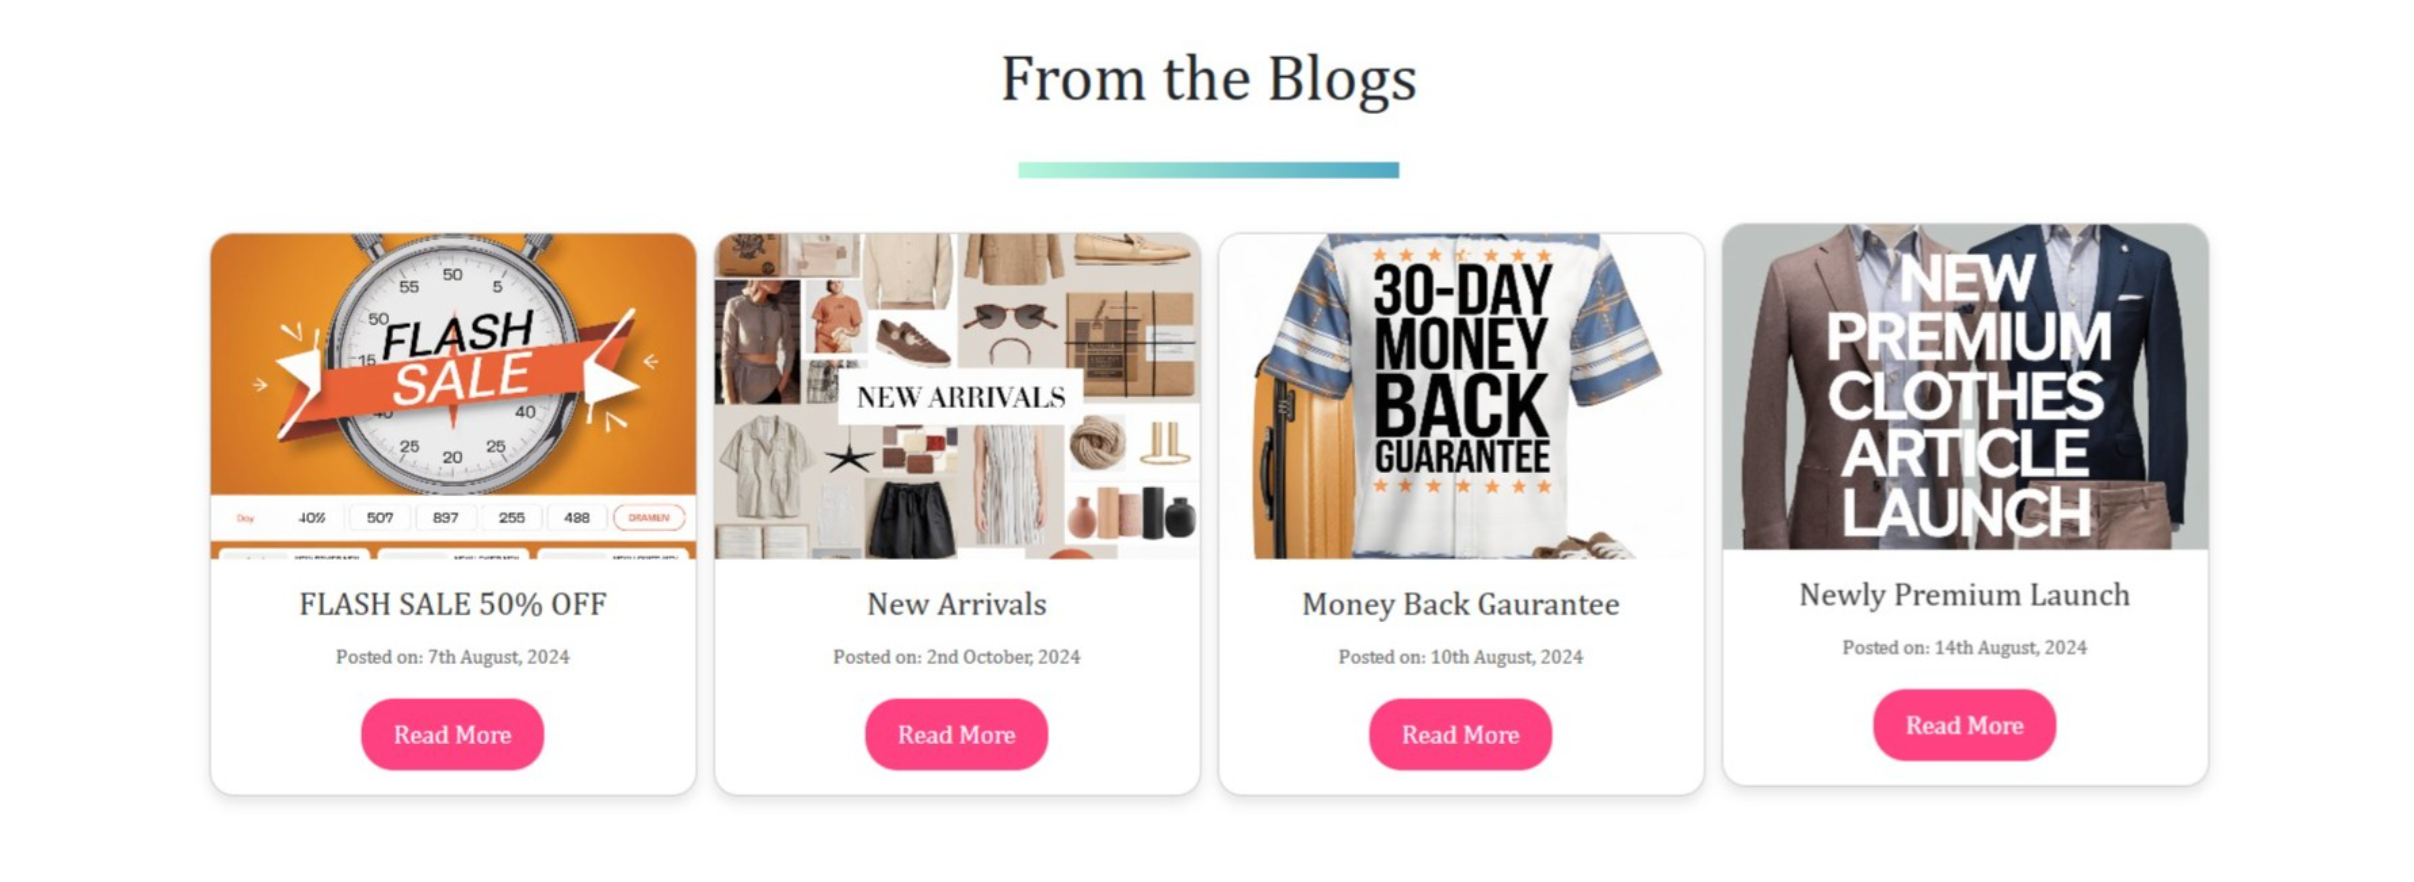 From the Blogs
50
55
5
50
FLASH
15
SALE
40
40
25
25
20
Day
40%
507
897
255
488
DRAMEN
FLASH SALE 50% OFF
Posted on: 7th August, 2024
Read More
NEW ARRIVALS
New Arrivals
Posted on: 2nd October, 2024
Read More
30-DAY
MONEY
BACK
GUARANTEE
Money Back Gaurantee
Posted on: 10th August, 2024
Read More
NEW
PREMIUM
CLOTHES
ARTICLE
LAUNCH
Newly Premium Launch
Posted on: 14th August, 2024
Read More